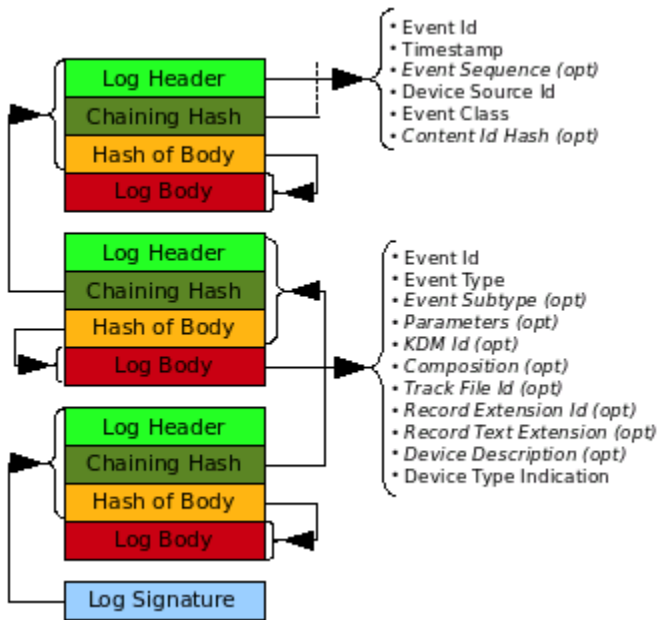 Log Header
Chaining Hash
Hash of Body
Log Body
• Event Id
• Timestamp
• Event Sequence (opt)
• Device Source Id
• Event Class
• Content Id Hash (opt)
Log Header
Chaining Hash
Hash of Body
Log Body
• Event Id
• Event Type
• Event Subtype (opt)
• Parameters (opt)
• KDM Id (opt)
• Composition (opt)
• Track File Id (opt)
• Record Extension Id (opt)
• Record Text Extension (opt)
• Device Description (opt)
• Device Type Indication
Log Header
Chaining Hash
Hash of Body
Log Body
Log Signature